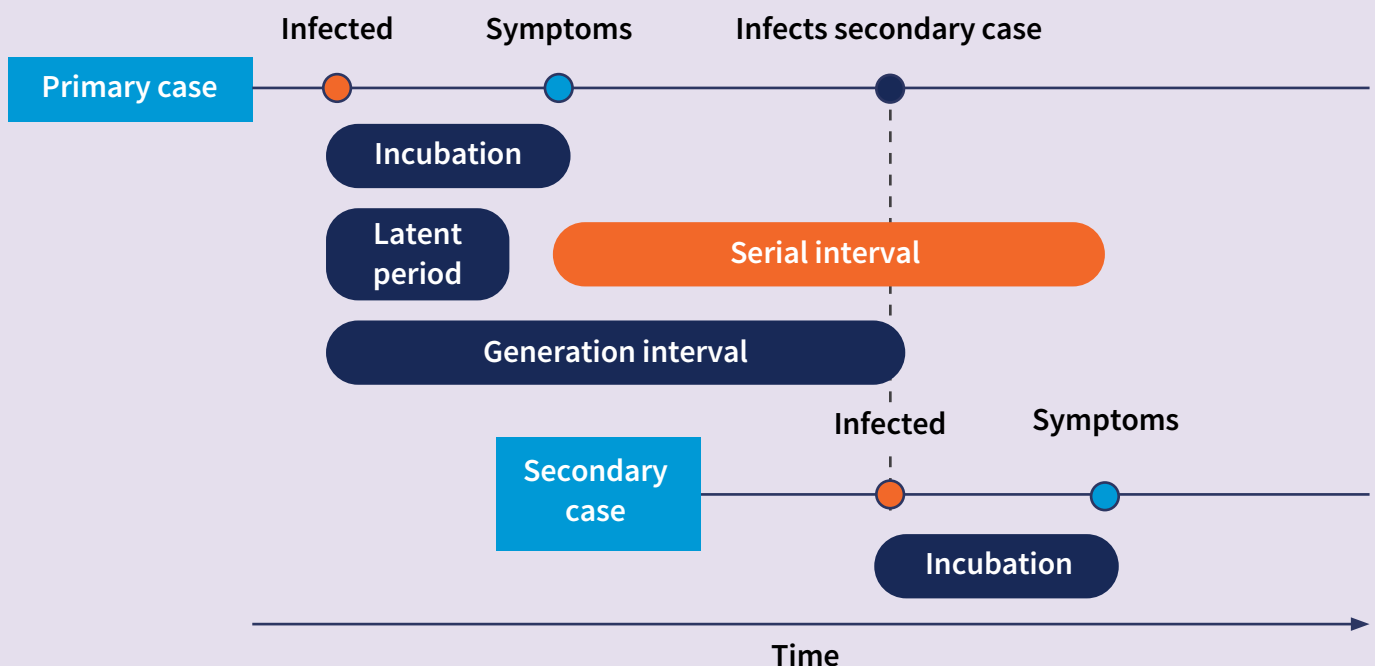 Infected
Symptoms
Infects secondary case
Primary case
Incubation
Latent
period
Serial interval
Generation interval
Infected
Symptoms
Secondary
case
Incubation
Time